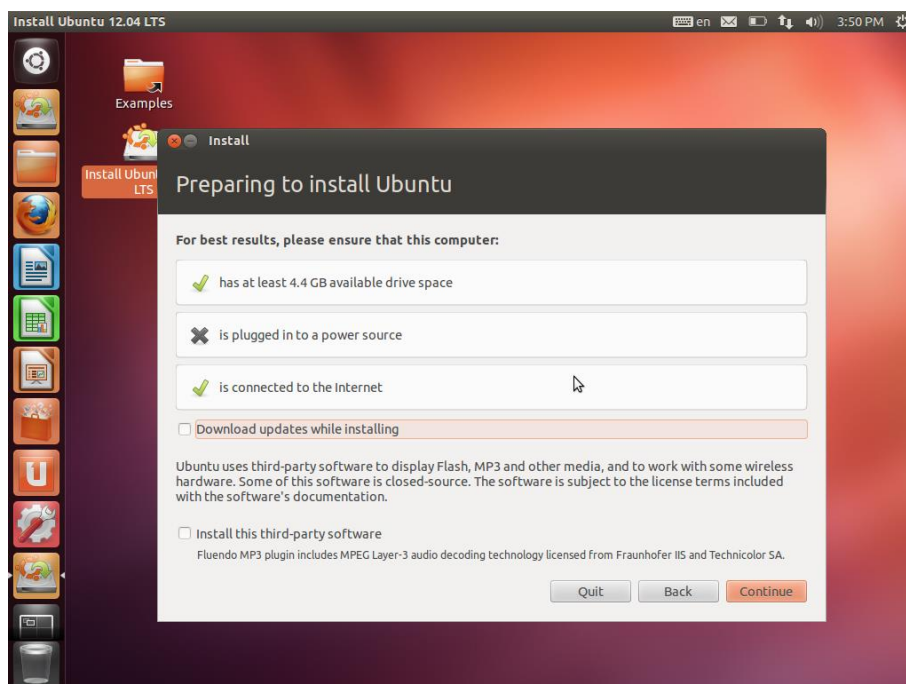 Install Ubuntu 12.04 LTS
en
3:50 PM
Examples
Install Ubun
LTS
Install
Preparing to install Ubuntu
For best results, please ensure that this computer:
has at least 4.4 GB available drive space
is plugged in to a power source
is connected to the Internet
Download updates while installing
Ubuntu uses third-party software to display Flash, MP3 and other media, and to work with some wireless
hardware. Some of this software is closed-source. The software is subject to the license terms included
with the software's documentation.
Install this third-party software
Fluendo MP3 plugin includes MPEG Layer-3 audio decoding technology licensed from Fraunhofer IIS and Technicolor SA.
Quit
Back
Continue